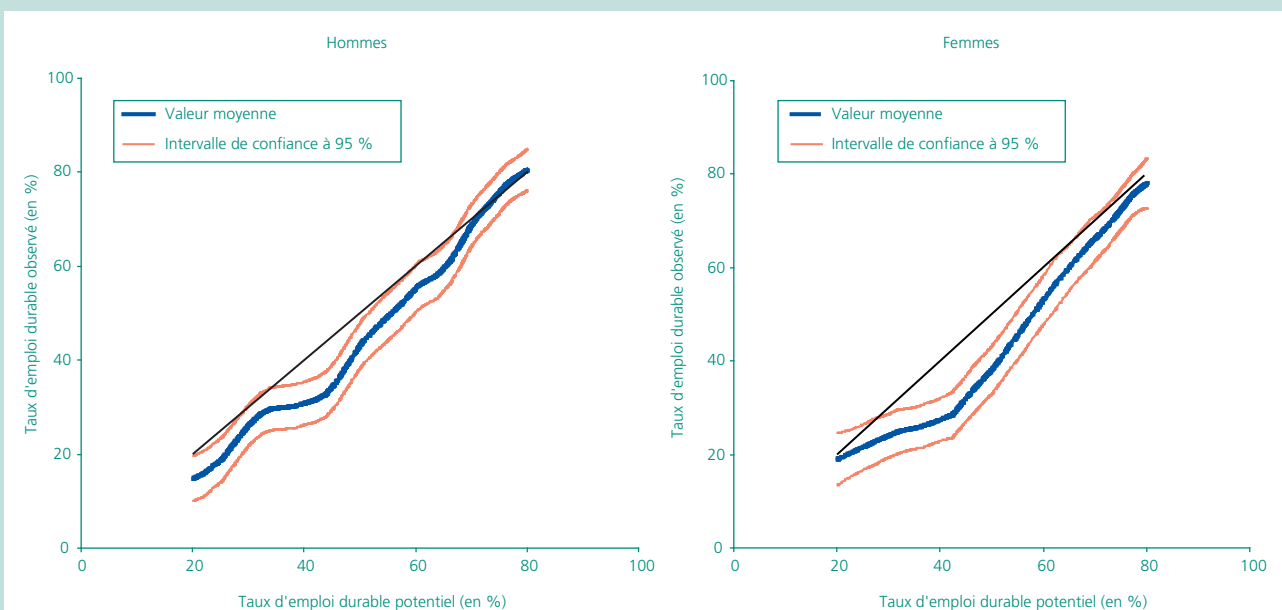 Hommes
100
80
60
40
20
0
Taux d'emploi durable observé (en %)
Valeur moyenne
Intervalle de confiance à 95 %
0
20
40
60
80
100
Taux d'emploi durable potentiel (en %)
Femmes
100
80
60
40
20
0
Taux d'emploi durable observé (en %)
Valeur moyenne
Intervalle de confiance à 95 %
0
20
40
60
80
100
Taux d'emploi durable potentiel (en %)